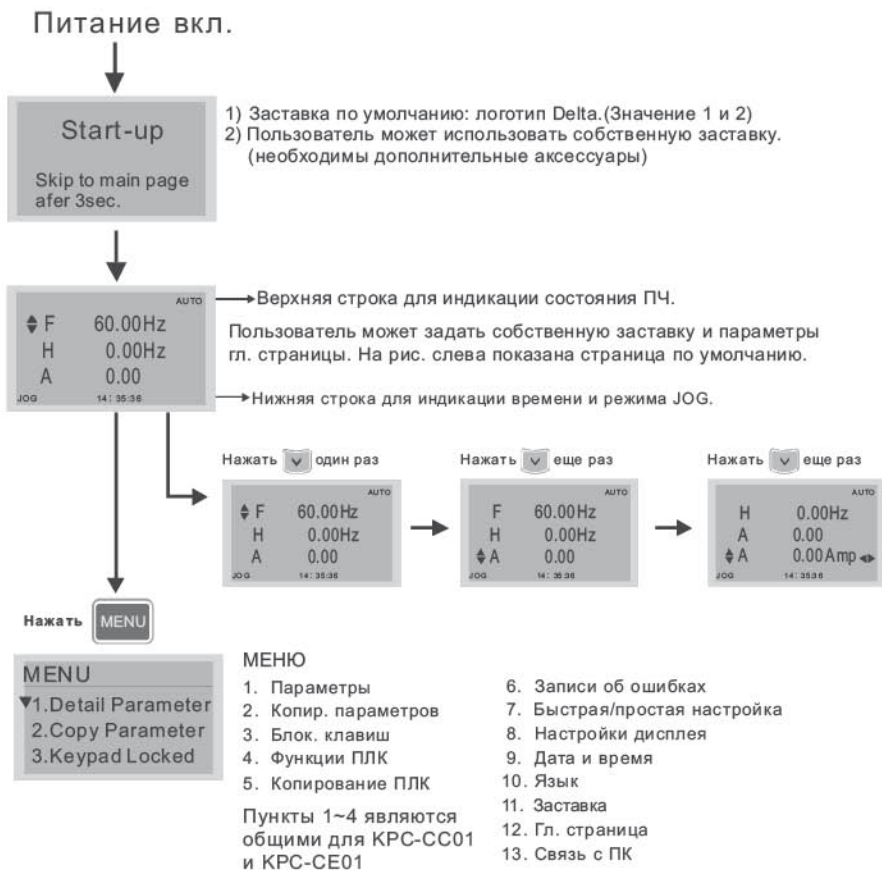 Питание вкл.
Start-up
Skip to main page
afer 3sec.
1) Заставка по умолчанию: логотип Delta.(Значение 1 и 2)
2) Пользователь может использовать собственную заставку.
(необходимы дополнительные аксессуары)
AUTO
F 60.00Hz
H 0.00Hz
A 0.00
JOG 14:35:36
Верхняя строка для индикации состояния ПЧ.
Пользователь может задать собственную заставку и параметры
гл. страницы. На рис. слева показана страница по умолчанию.
Нижняя строка для индикации времени и режима JOG.
Нажать один раз
AUTO
F 60.00Hz
H 0.00Hz
A 0.00
JOG 14:35:36
Нажать еще раз
AUTO
F 60.00Hz
H 0.00Hz
A 0.00
JOG 14:35:36
Нажать еще раз
AUTO
H 0.00Hz
A 0.00
A 0.00Amp
JOG 14:35:36
Нажать MENU
MENU
1.Detail Parameter
2.Copy Parameter
3.Keypad Locked
МЕНЮ
1. Параметры
2. Копир. параметров
3. Блок. клавиш
4. Функции ПЛК
5. Копирование ПЛК
Пункты 1~4 являются
общими для KPC-CC01
и KPC-CE01
6. Записи об ошибках
7. Быстрая/простая настройка
8. Настройки дисплея
9. Дата и время
10. Язык
11. Заставка
12. Гл. страница
13. Связь с ПК